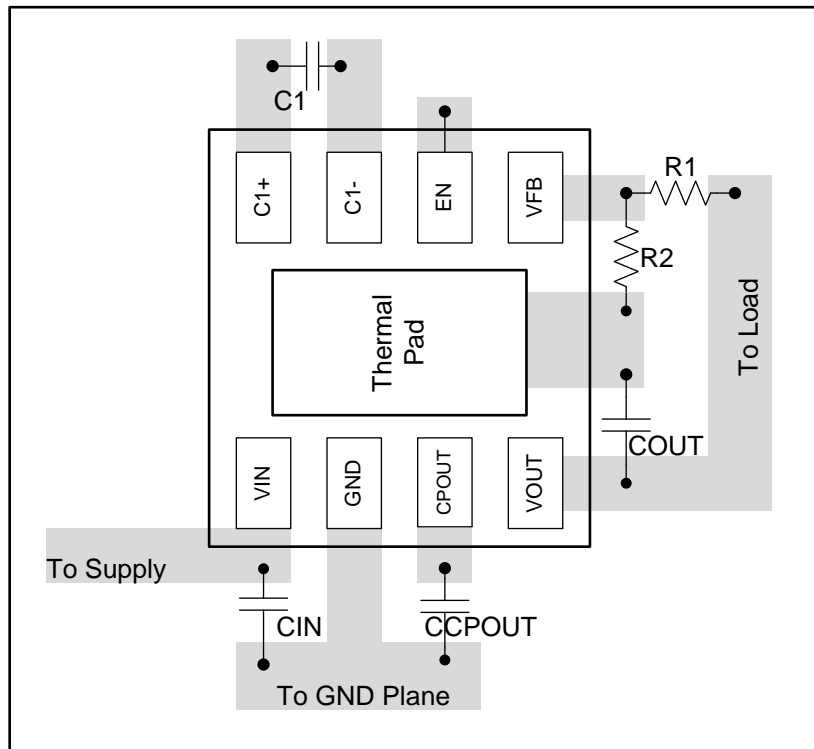 C1
C1+
C1-
EN
VFB
R1
R2
Thermal
Pad
To Load
COUT
VIN
GND
CPOUT
VOUT
To Supply
CIN
CCPOUT
To GND Plane